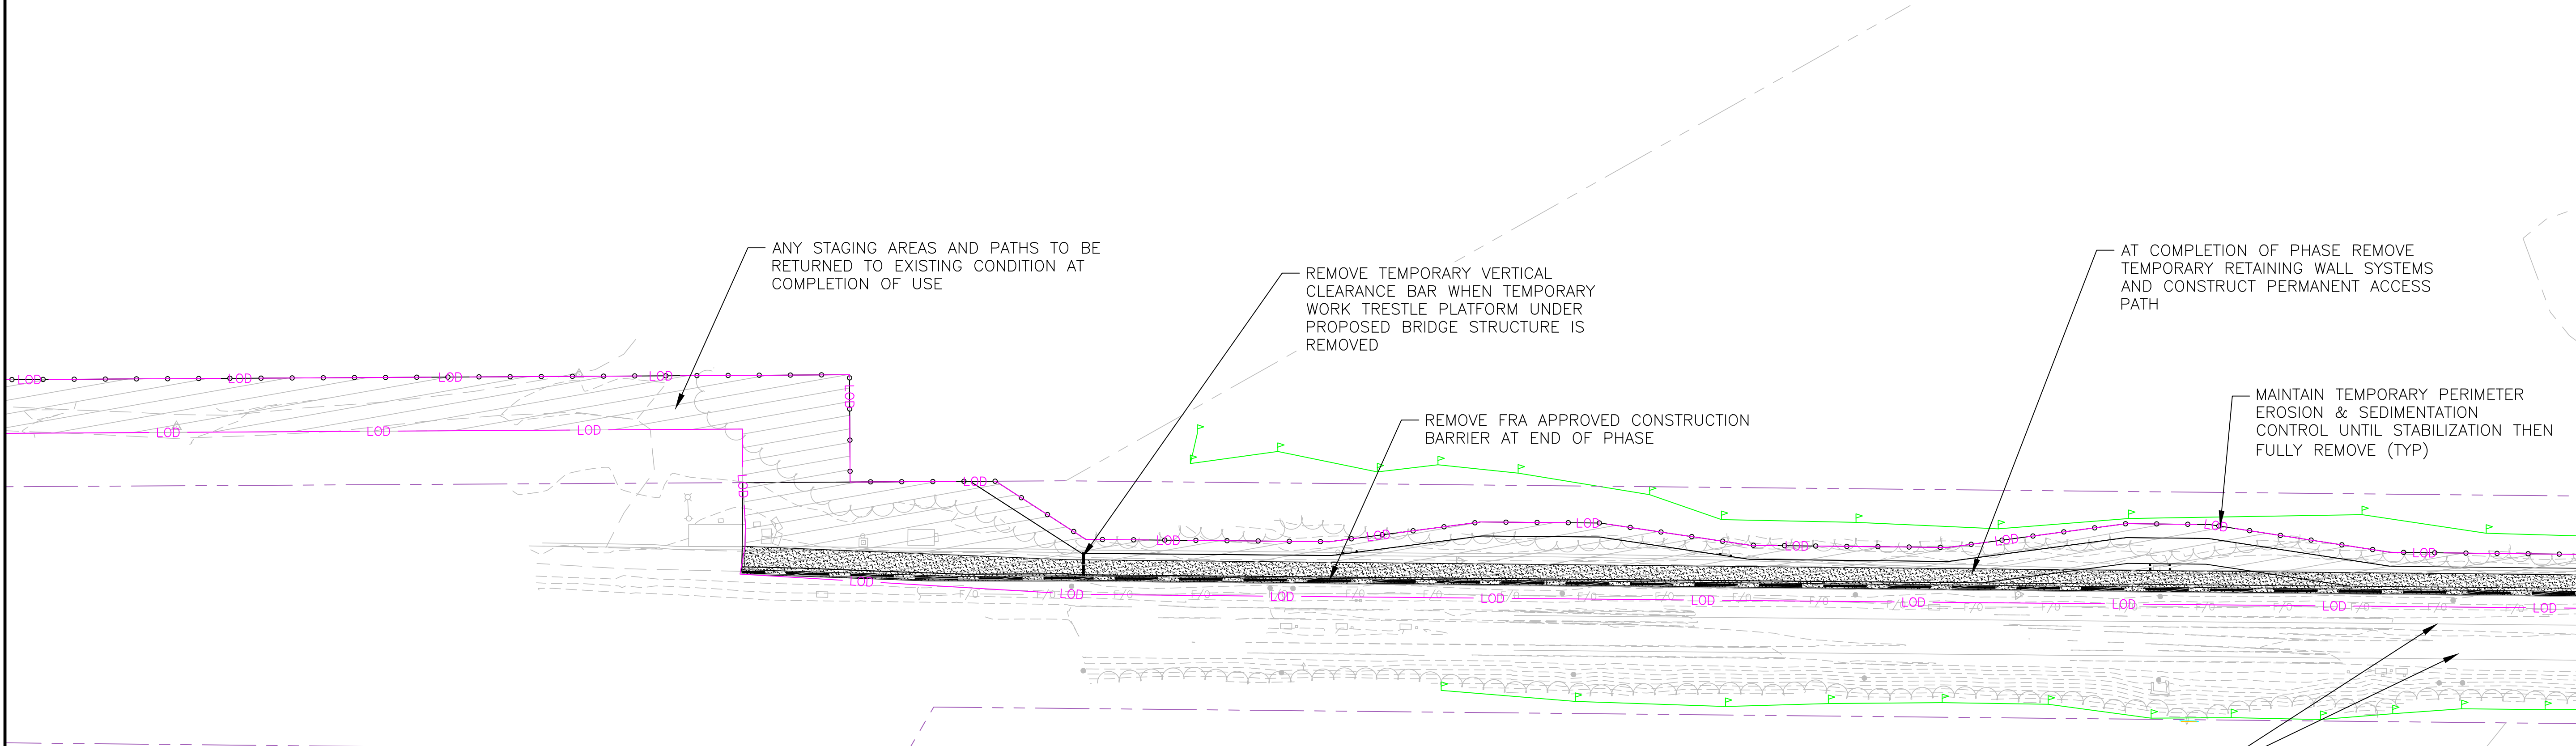 ANY STAGING AREAS AND PATHS TO BE
RETURNED TO EXISTING CONDITION AT
COMPLETION OF USE
REMOVE TEMPORARY VERTICAL
CLEARANCE BAR WHEN TEMPORARY
WORK TRESTLE PLATFORM UNDER
PROPOSED BRIDGE STRUCTURE IS
REMOVED
AT COMPLETION OF PHASE REMOVE
TEMPORARY RETAINING WALL SYSTEMS
AND CONSTRUCT PERMANENT ACCESS
PATH
REMOVE FRA APPROVED CONSTRUCTION
BARRIER AT END OF PHASE
MAINTAIN TEMPORARY PERIMETER
EROSION & SEDIMENTATION
CONTROL UNTIL STABILIZATION THEN
FULLY REMOVE (TYP)
LOD LOD LOD LOD
LOD
LOD LOD LOD
LOD
LOD
LOD LOD LOD LOD LOD LOD LOD
LOD LOD LOD LOD LOD LOD LOD LOD LOD
F/O F/O F/O F/O F/O F/O F/O F/O F/O F/O F/O F/O F/O F/O F/O F/O F/O